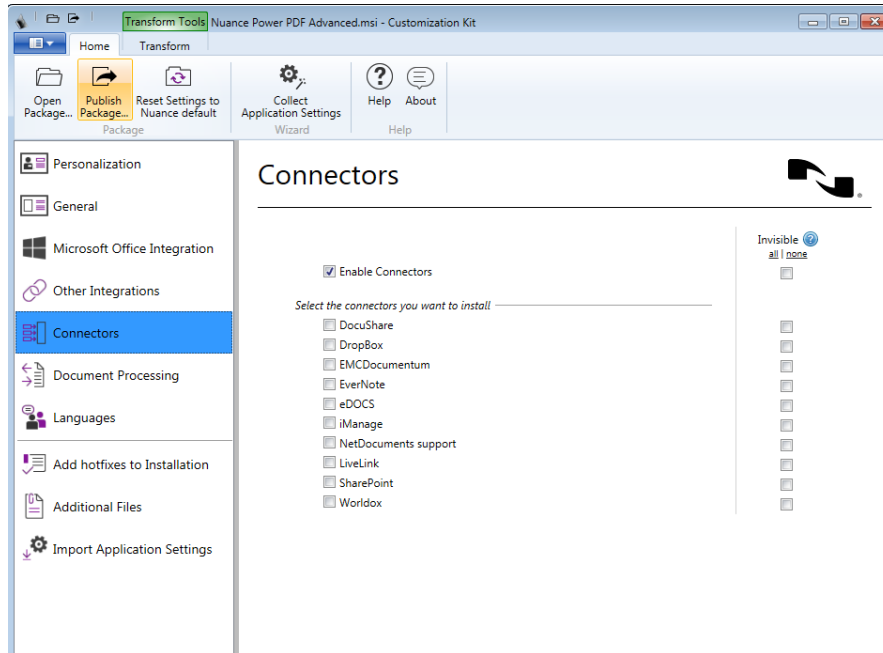 Transform Tools Nuance Power PDF Advanced.msi - Customization Kit
Home Transform
Open Package... Publish Package... Reset Settings to Nuance default Collect Application Settings Help About
Package Wizard Help
Personalization
General
Microsoft Office Integration
Other Integrations
Connectors
Document Processing
Languages
Add hotfixes to Installation
Additional Files
Import Application Settings
Connectors
Invisible ?
all | none
Enable Connectors
Select the connectors you want to install
DocuShare
DropBox
EMCDocumentum
EverNote
eDOCS
iManage
NetDocuments support
LiveLink
SharePoint
Worldox